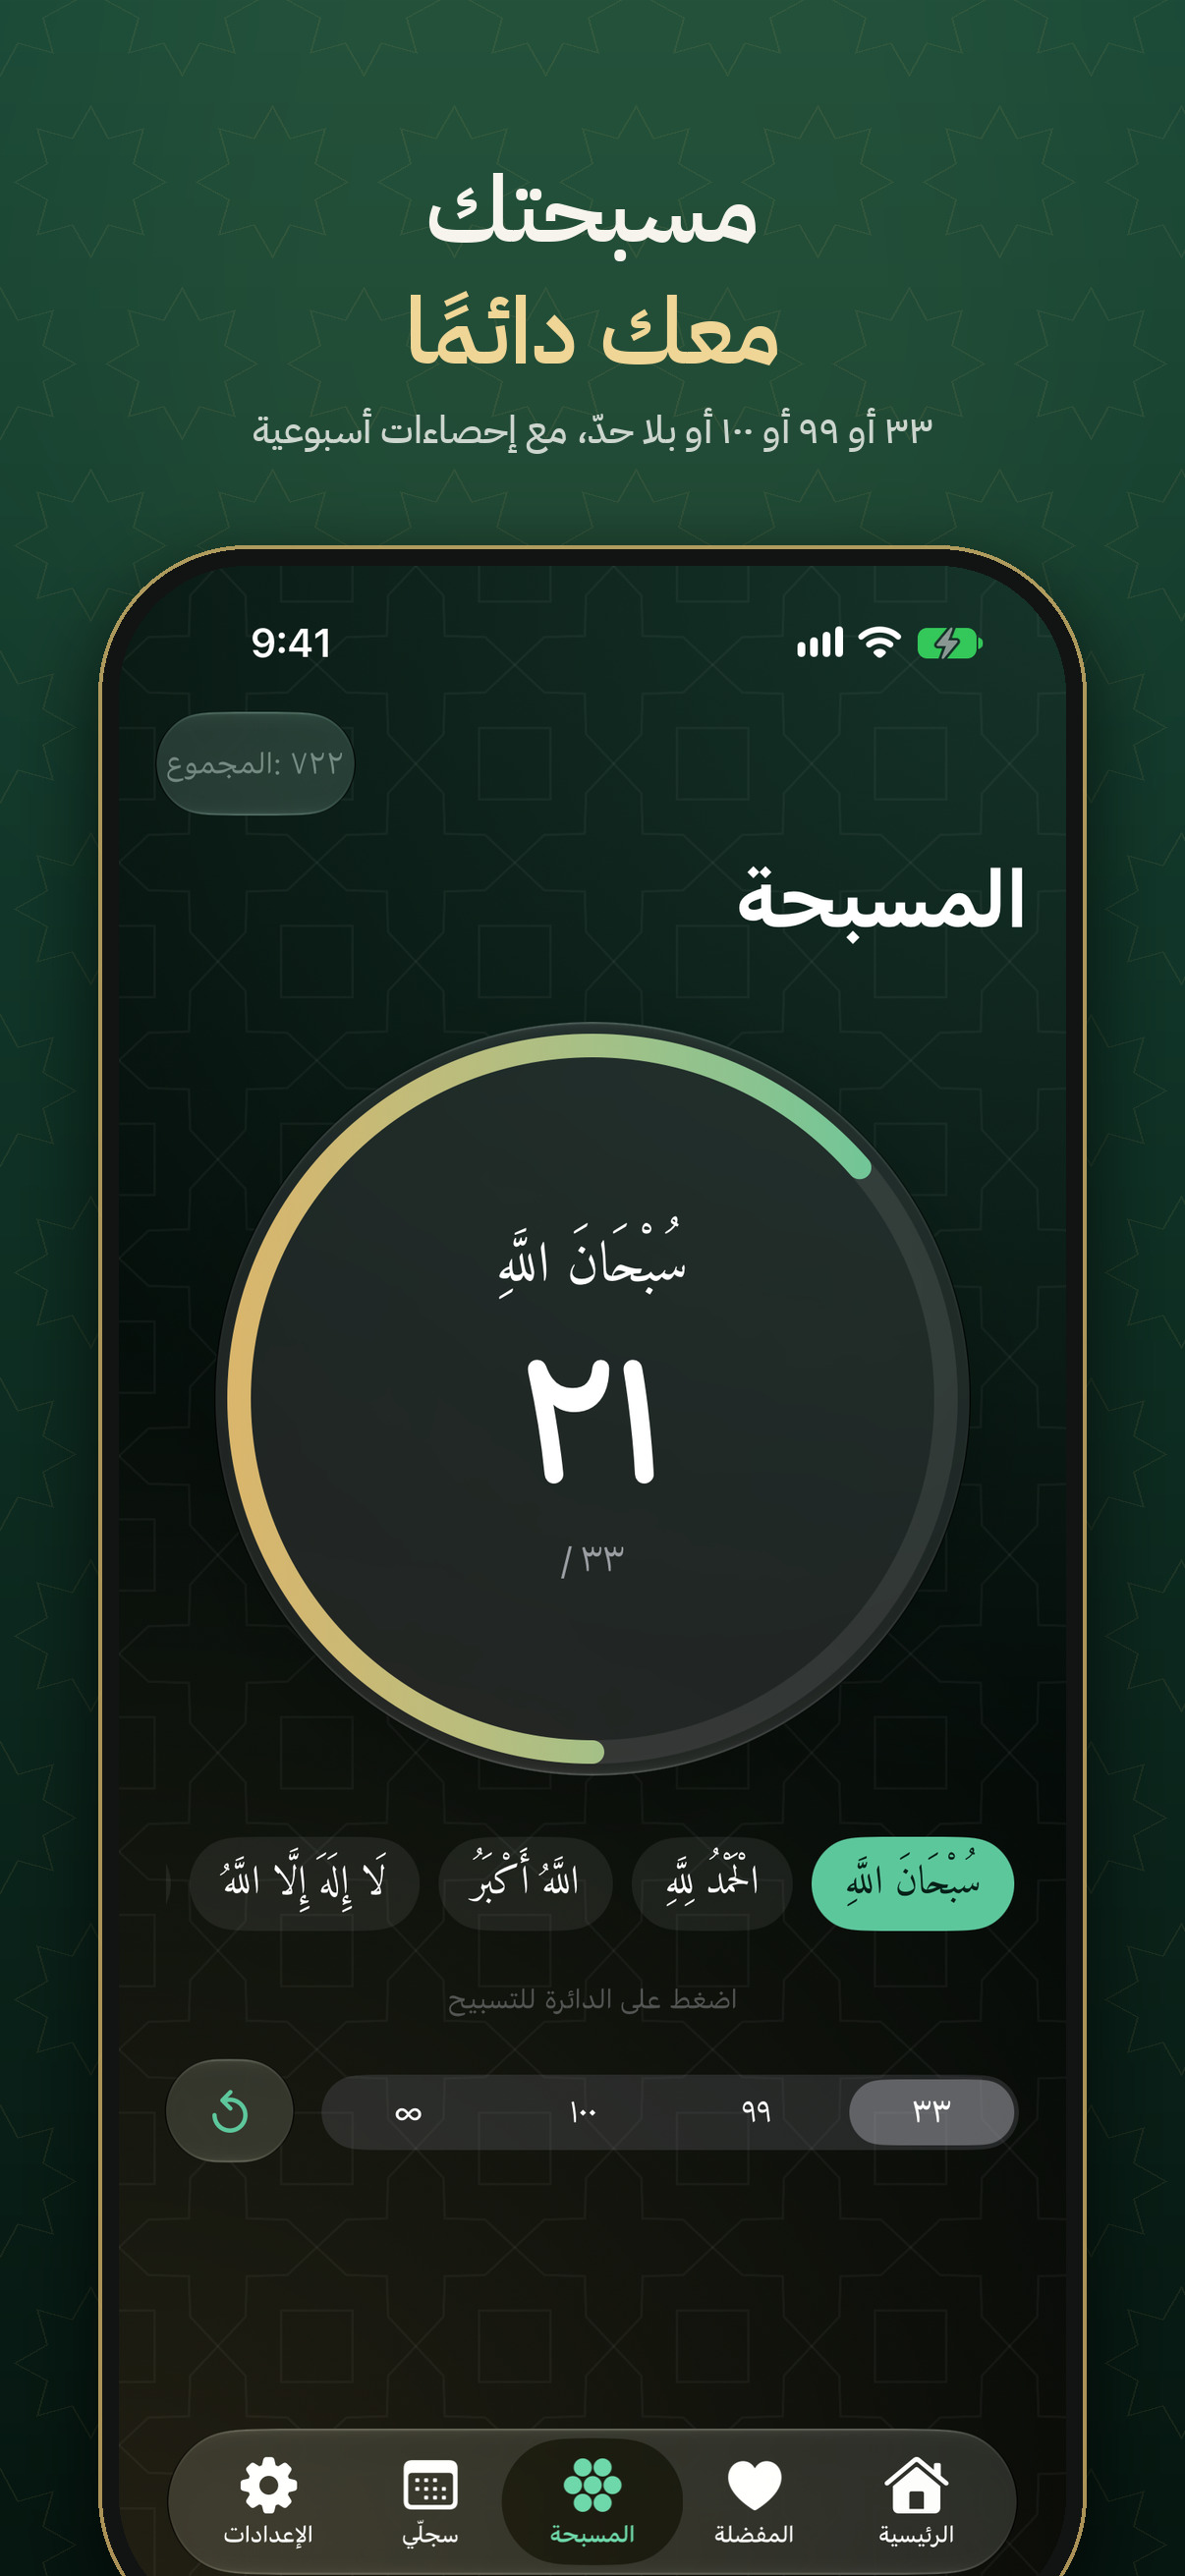 مسبحتك
معك دائمًا
٣٣ أو ٩٩ أو ١٠٠ أو بلا حدّ، مع إحصاءات أسبوعية
9:41
المجموع: ٧٢٢
المسبحة
سُبْحَانَ اللَّهِ
٢١
/ ٣٣
سُبْحَانَ اللَّهِ
الْحَمْدُ لِلَّهِ
اللَّهُ أَكْبَرُ
لَا إِلَهَ إِلَّا اللَّهُ
اضغط على الدائرة للتسبيح
٣٣
٩٩
١٠٠
∞
الرئيسية
المفضلة
المسبحة
سجلّي
الإعدادات